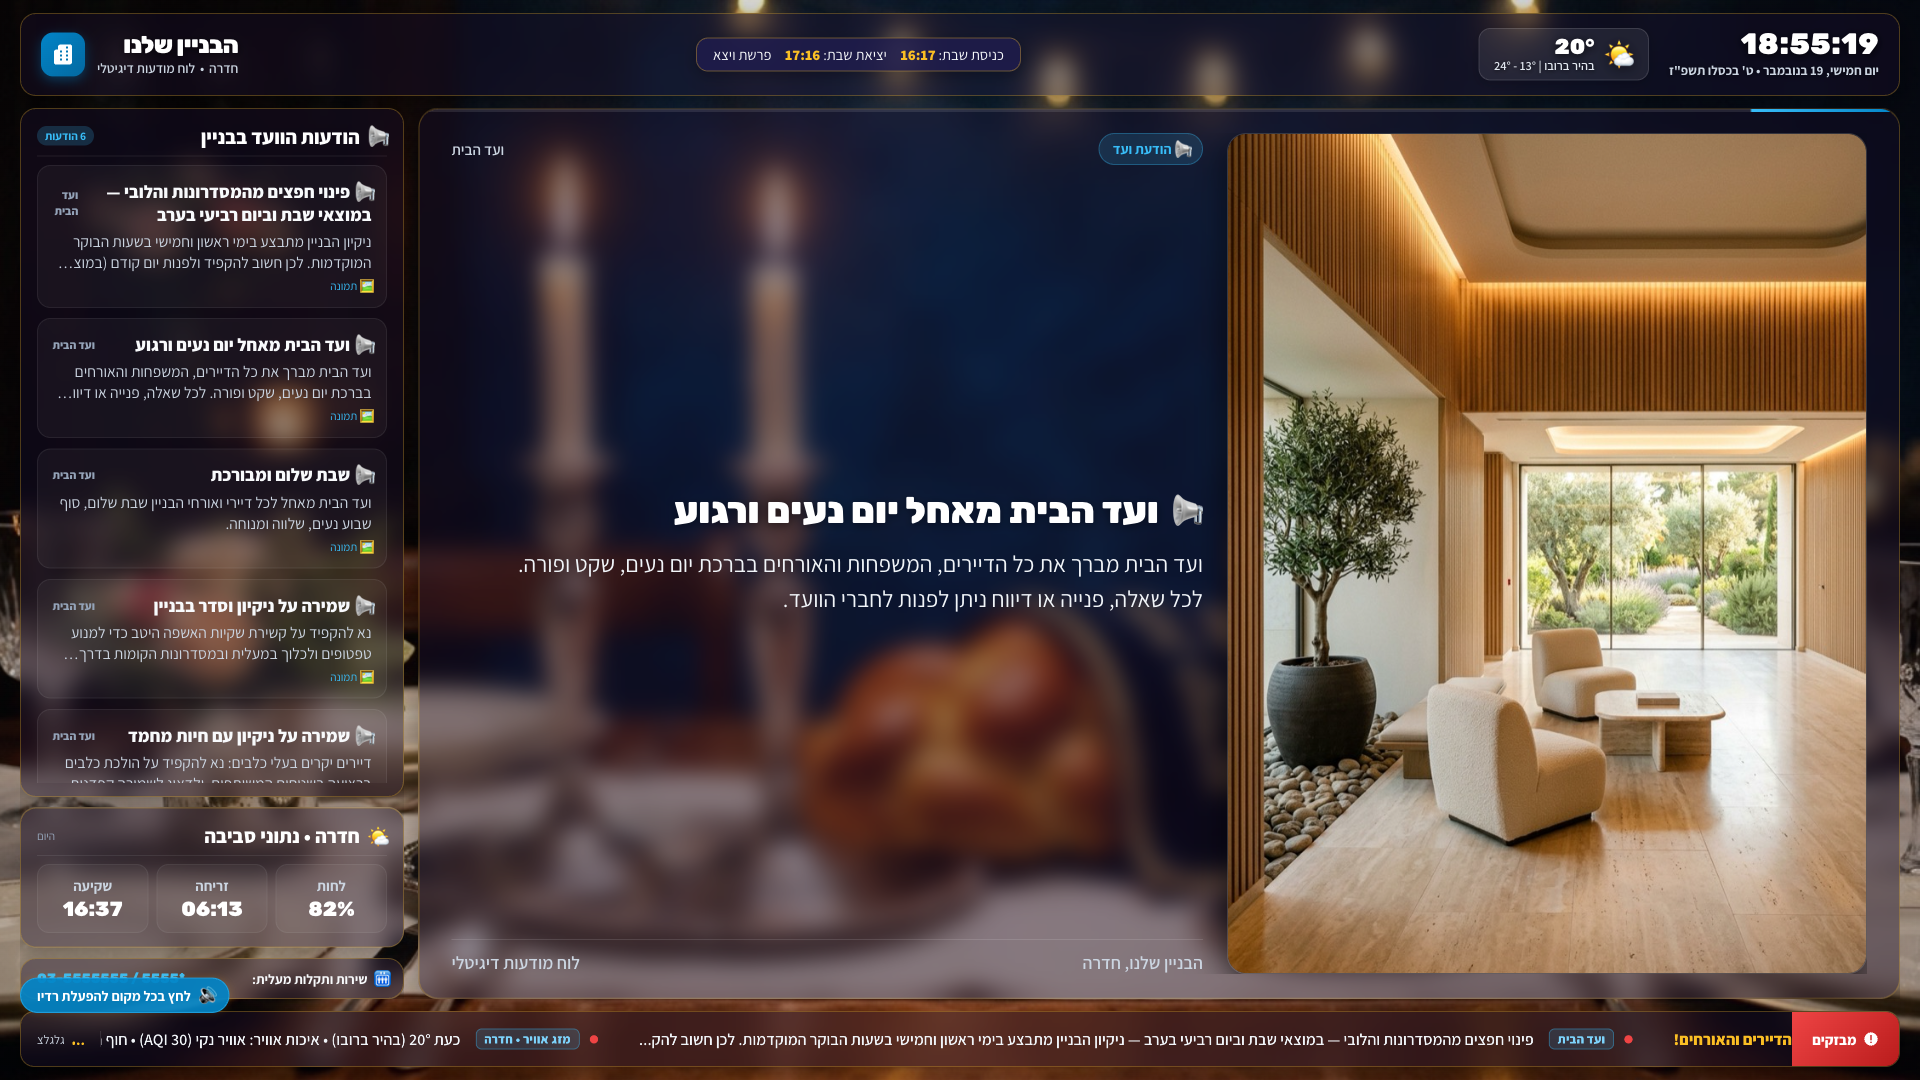 18:55:19
יום חמישי, 19 בנובמבר • ט' בכסלו תשפ"ז
20°
בהיר ברובו | 13° - 24°
כניסת שבת: 16:17 יציאת שבת: 17:16 פרשת ויצא
הבניין שלנו
חדרה • לוח מודעות דיגיטלי
הודעת ועד
ועד הבית
ועד הבית מאחל יום נעים ורגוע
ועד הבית מברך את כל הדיירים, המשפחות והאורחים בברכת יום נעים, שקט ופורה.
לכל שאלה, פנייה או דיווח ניתן לפנות לחברי הוועד.
הבניין שלנו, חדרה
לוח מודעות דיגיטלי
הודעות הוועד בבניין
6 הודעות
פינוי חפצים מהמסדרונות והלובי –
במוצאי שבת וביום רביעי בערב
ועד
הבית
ניקיון הבניין מתבצע בימי ראשון וחמישי בשעות הבוקר
המוקדמות. לכן חשוב להקפיד ולפנות יום קודם (במוצ...
תמונה
ועד הבית מאחל יום נעים ורגוע
ועד הבית
ועד הבית מברך את כל הדיירים, המשפחות והאורחים
בברכת יום נעים, שקט ופורה. לכל שאלה, פנייה או דיוו...
תמונה
שבת שלום ומבורכת
ועד הבית
ועד הבית מאחל לכל דיירי ואורחי הבניין שבת שלום, סוף
שבוע נעים, שלווה ומנוחה.
תמונה
שמירה על ניקיון וסדר בבניין
ועד הבית
נא להקפיד על קשירת שקיות האשפה היטב כדי למנוע
טפטופים ולכלוך במעלית ובמסדרונות הקומות בדרך...
תמונה
שמירה על ניקיון עם חיות מחמד
ועד הבית
דיירים יקרים בעלי כלבים: נא להקפיד על הולכת כלבים
חדרה • נתוני סביבה
היום
לחות
82%
זריחה
06:13
שקיעה
16:37
שירות ותקלות מעלית:
לחץ בכל מקום להפעלת רדיו
מבזקים
הדיירים והאורחים!
ועד הבית
פינוי חפצים מהמסדרונות והלובי – במוצאי שבת וביום רביעי בערב – ניקיון הבניין מתבצע בימי ראשון וחמישי בשעות הבוקר המוקדמות. לכן חשוב להק...
מזג אוויר • חדרה
כעת 20° (בהיר ברובו) • איכות אוויר: אוויר נקי (AQI 30) • חוף
... גלגלצ